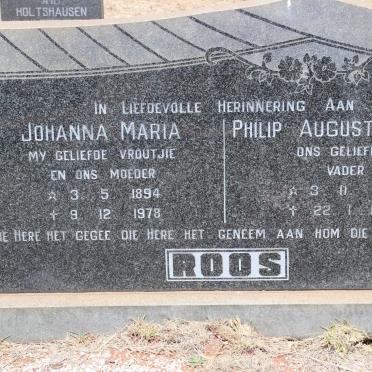 HOLTSHAUSEN
IN LIEFDEVOLLE HERINNERING AAN
JOHANNA MARIA
MY GELIEFDE VROUTJIE
EN ONS MOEDER
☆ 3 5 1894
✝ 9 12 1978
PHILIP AUGUST
ONS GELIEF
VADER
☆ 3 11
✝ 22 1
HERE HET GEGEE DIE HERE HET GENEEM AAN HOM DIE
ROOS